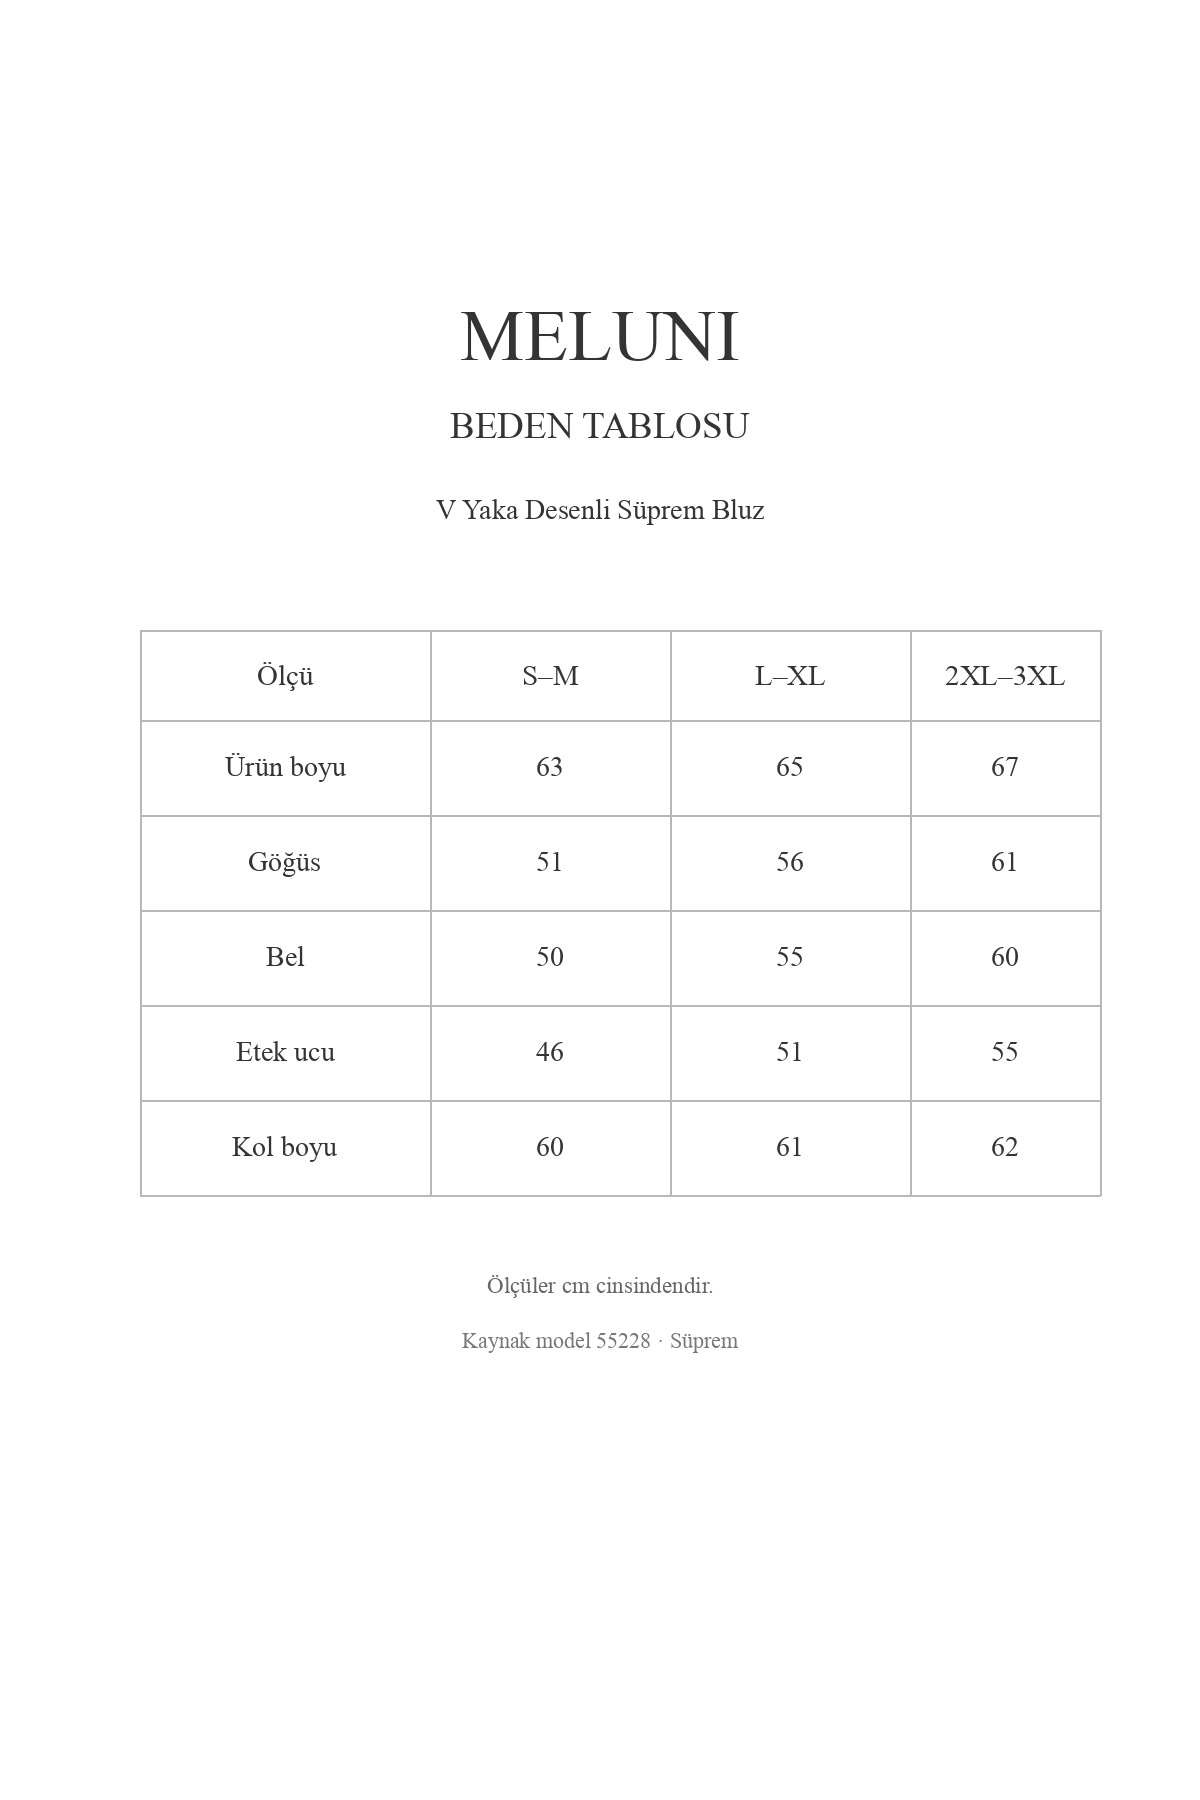 MELUNI
BEDEN TABLOSU
V Yaka Desenli Süprem Bluz
Ölçü S–M L–XL 2XL–3XL
Ürün boyu 63 65 67
Göğüs 51 56 61
Bel 50 55 60
Etek ucu 46 51 55
Kol boyu 60 61 62
Ölçüler cm cinsindendir.
Kaynak model 55228 · Süprem